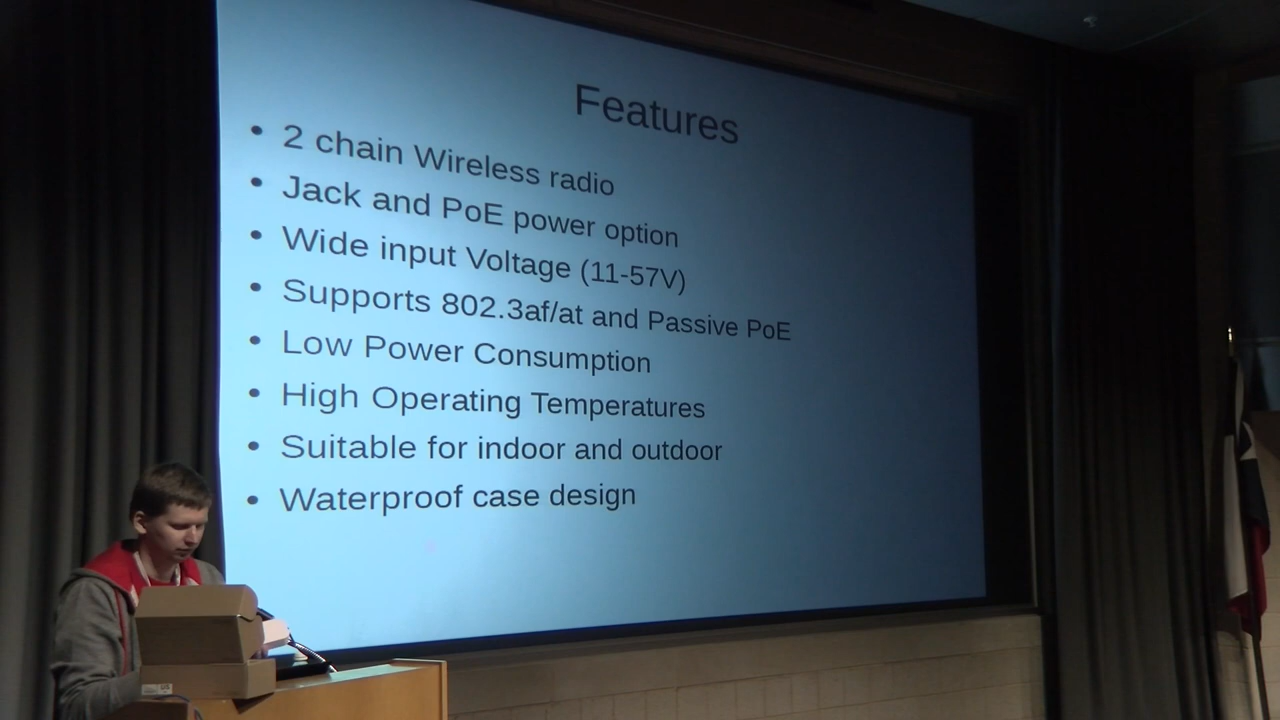 Features
• 2 chain Wireless radio
• Jack and PoE power option
• Wide input Voltage (11-57V)
• Supports 802.3af/at and Passive PoE
• Low Power Consumption
• High Operating Temperatures
• Suitable for indoor and outdoor
• Waterproof case design